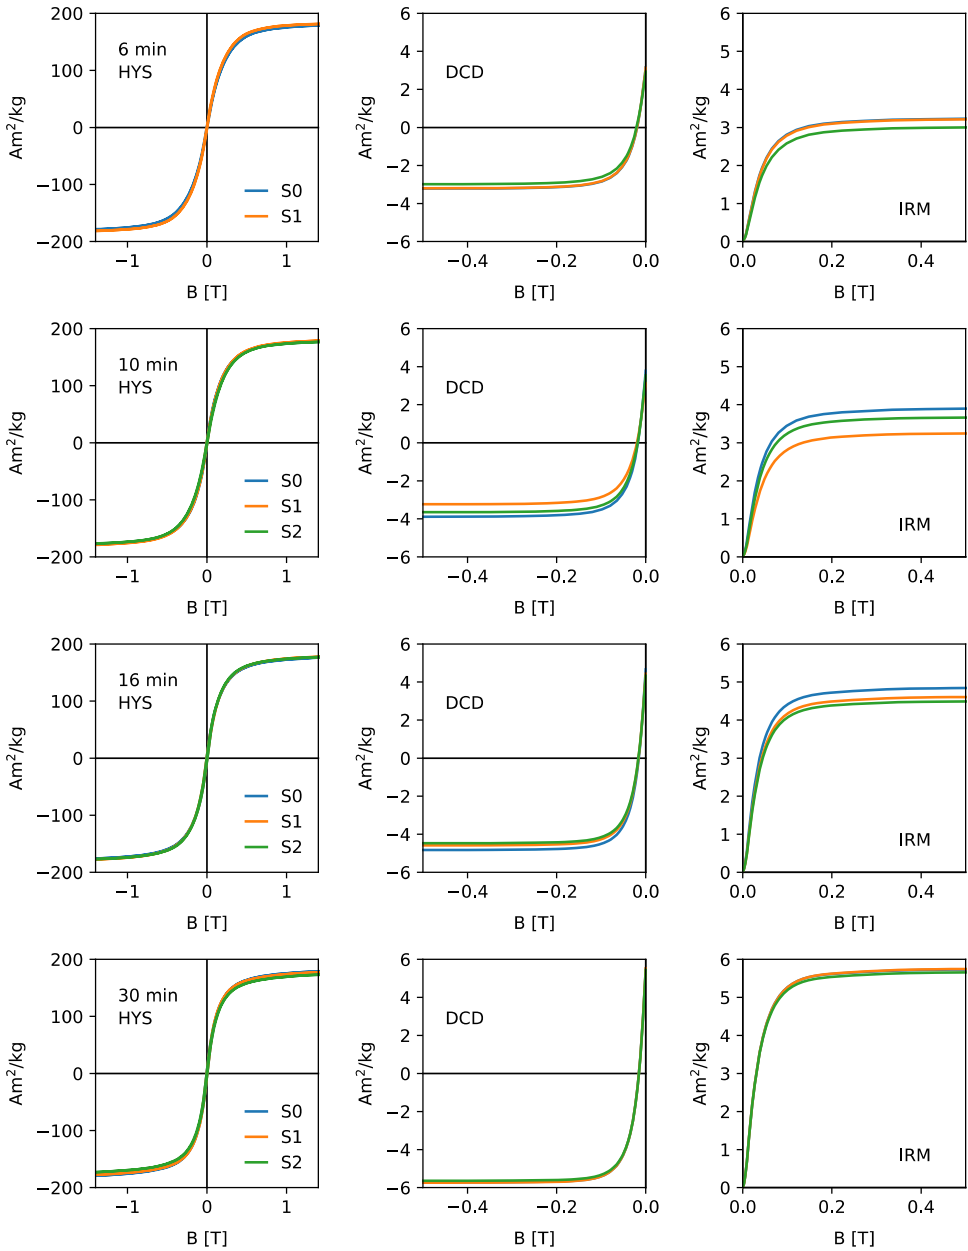 200
100
0
−100
−200
−1
0
1
Am²/kg
B [T]
6 min
HYS
S0
S1
6
4
2
0
−2
−4
−6
−0.4
−0.2
0.0
Am²/kg
B [T]
DCD
6
5
4
3
2
1
0
0.0
0.2
0.4
Am²/kg
B [T]
IRM
200
100
0
−100
−200
−1
0
1
Am²/kg
B [T]
10 min
HYS
S0
S1
S2
6
4
2
0
−2
−4
−6
−0.4
−0.2
0.0
Am²/kg
B [T]
DCD
6
5
4
3
2
1
0
0.0
0.2
0.4
Am²/kg
B [T]
IRM
200
100
0
−100
−200
−1
0
1
Am²/kg
B [T]
16 min
HYS
S0
S1
S2
6
4
2
0
−2
−4
−6
−0.4
−0.2
0.0
Am²/kg
B [T]
DCD
6
5
4
3
2
1
0
0.0
0.2
0.4
Am²/kg
B [T]
IRM
200
100
0
−100
−200
−1
0
1
Am²/kg
B [T]
30 min
HYS
S0
S1
S2
6
4
2
0
−2
−4
−6
−0.4
−0.2
0.0
Am²/kg
B [T]
DCD
6
5
4
3
2
1
0
0.0
0.2
0.4
Am²/kg
B [T]
IRM